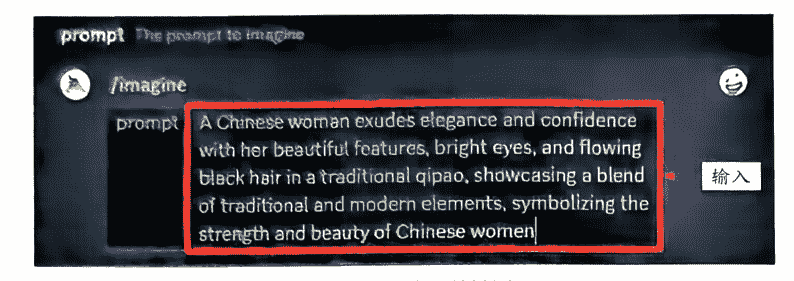 prompt The prompt to imagine
/imagine
prompt A Chinese woman exudes elegance and confidence
with her beautiful features, bright eyes, and flowing
black hair in a traditional qipao, showcasing a blend
of traditional and modern elements, symbolizing the
strength and beauty of Chinese women
输入